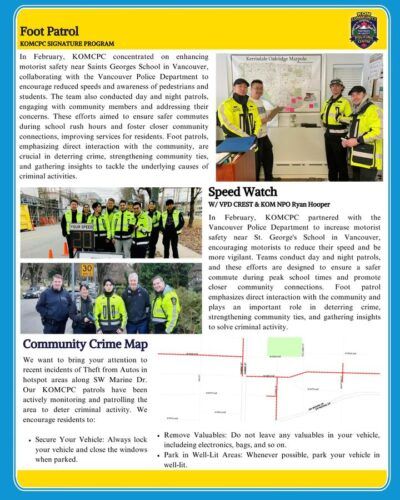 Foot Patrol
KOMCPC SIGNATURE PROGRAM
KOM
In February, KOMCPC concentrated on enhancing
motorist safety near Saints Georges School in Vancouver,
collaborating with the Vancouver Police Department to
encourage reduced speeds and awareness of pedestrians and
students. The team also conducted day and night patrols,
engaging with community members and addressing their
concerns. These efforts aimed to ensure safer commutes
during school rush hours and foster closer community
connections, improving services for residents. Foot patrols,
emphasizing direct interaction with the community, are
crucial in deterring crime, strengthening community ties,
and gathering insights to tackle the underlying causes of
criminal activities.
Kerrisdale Oakridge Marpole
YOUR SPEED
30
Speed Watch
W/ VPD CREST & KOM NPO Ryan Hooper
In February, KOMCPC partnered with the
Vancouver Police Department to increase motorist
safety near St. George's School in Vancouver,
encouraging motorists to reduce their speed and be
more vigilant. Teams conduct day and night patrols,
and these efforts are designed to ensure a safer
commute during peak school times and promote
closer community connections. Foot patrol
emphasizes direct interaction with the community and
plays an important role in deterring crime,
strengthening community ties, and gathering insights
to solve criminal activity.
Community Crime Map
We want to bring your attention to
recent incidents of Theft from Autos in
hotspot areas along SW Marine Dr.
Our KOMCPC patrols have been
actively monitoring and patrolling the
area to deter criminal activity. We
encourage residents to:
• Secure Your Vehicle: Always lock
your vehicle and close the windows
when parked.
• Remove Valuables: Do not leave any valuables in your vehicle,
includeing electronics, bags, and so on.
• Park in Well-Lit Areas: Whenever possible, park your vehicle in
well-lit.